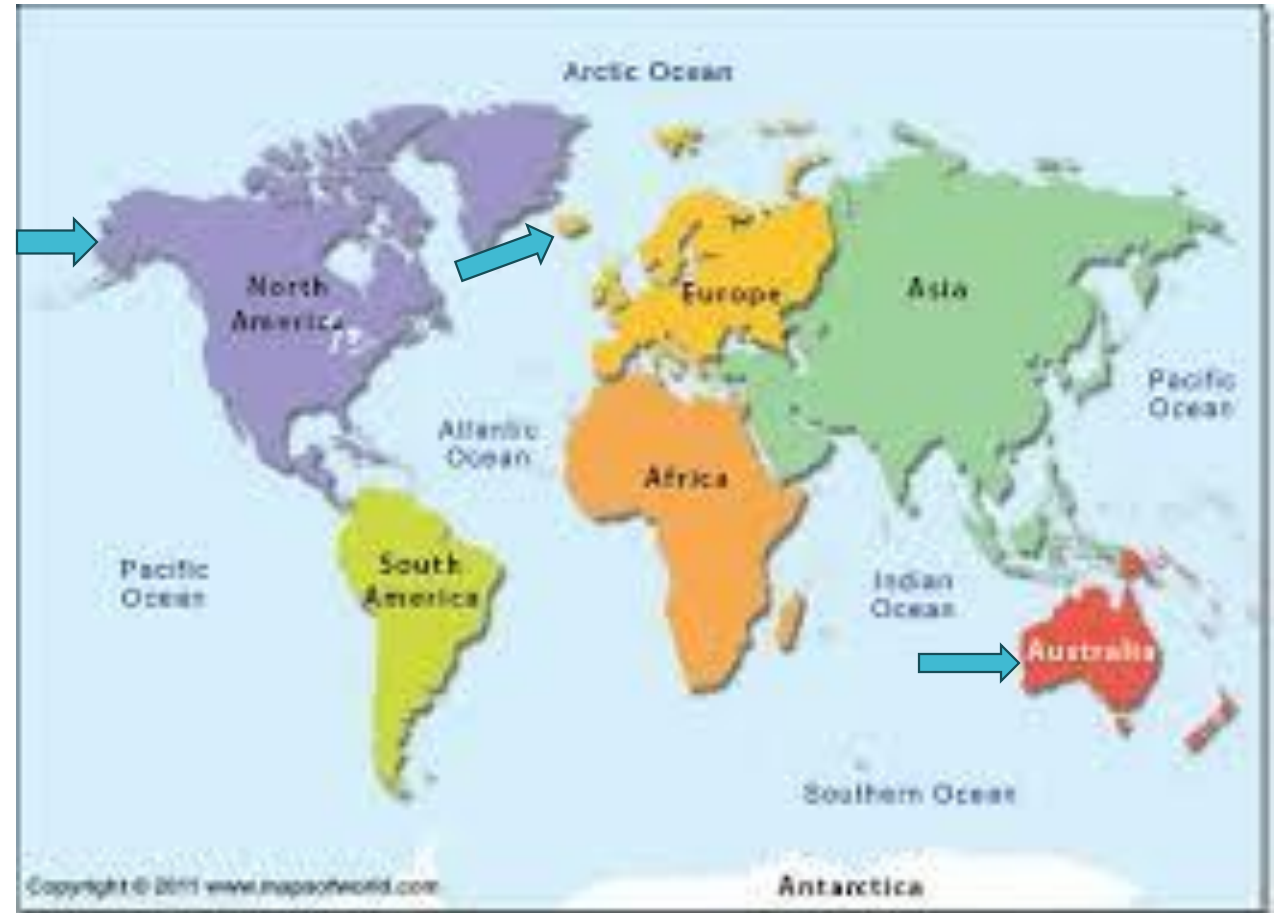 Arctic Ocean
North
America
Europe
Asia
Pacific
Ocean
Atlantic
Ocean
Africa
Pacific
Ocean
South
America
Indian
Ocean
Australia
Southern Ocean
Copyright © 2011 www.mapsofworld.com
Antarctica